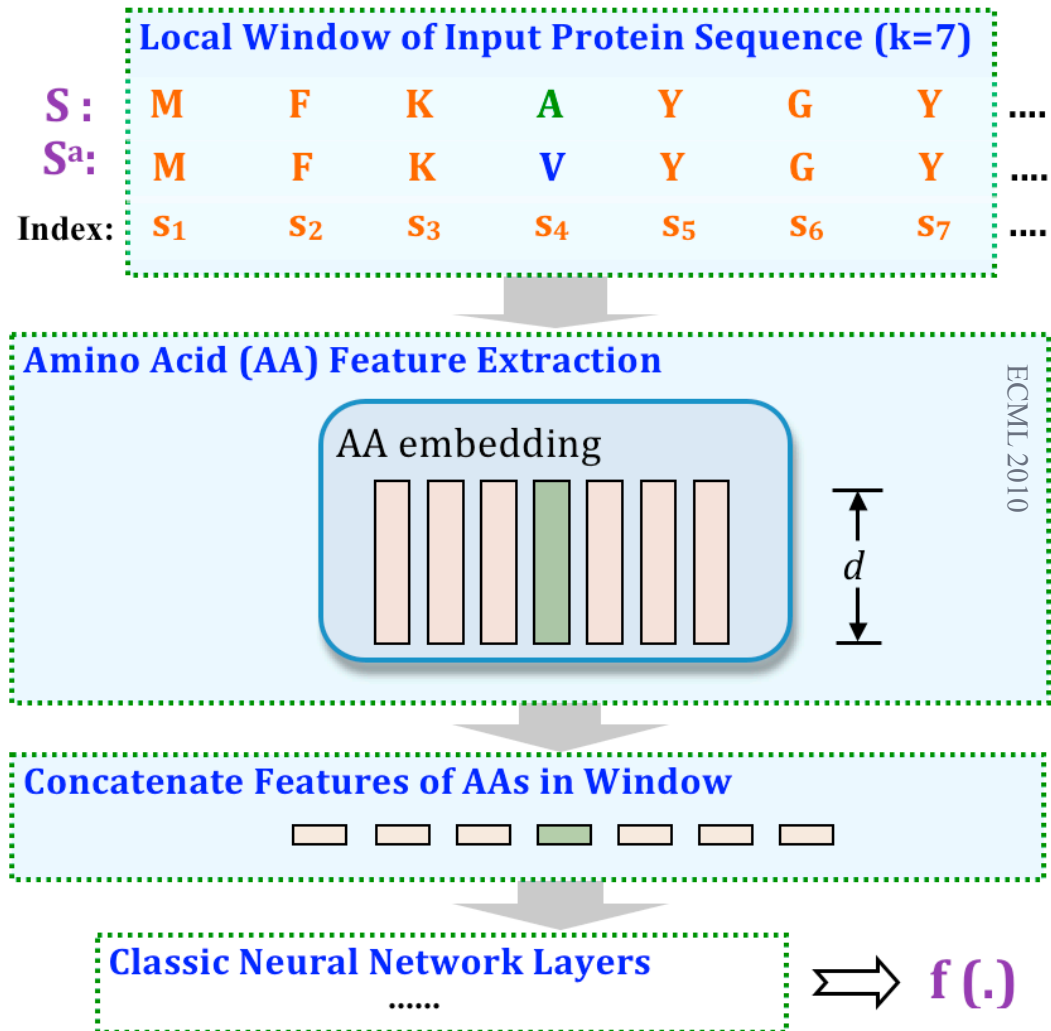 Local Window of Input Protein Sequence (k=7)
S : M F K A Y G Y ....
Sᵃ: M F K V Y G Y ....
Index: s₁ s₂ s₃ s₄ s₅ s₆ s₇ ....
Amino Acid (AA) Feature Extraction
ECML 2010
AA embedding
d
Concatenate Features of AAs in Window
Classic Neural Network Layers
......
f (.)